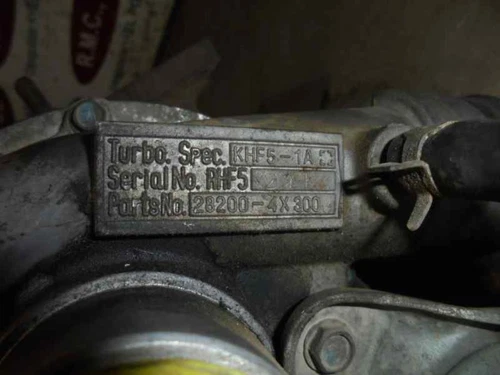 R.M.C.,
Turbo. Spec. KHF5-1A
Serial No. RHF5
Parts No. 28200-4X300